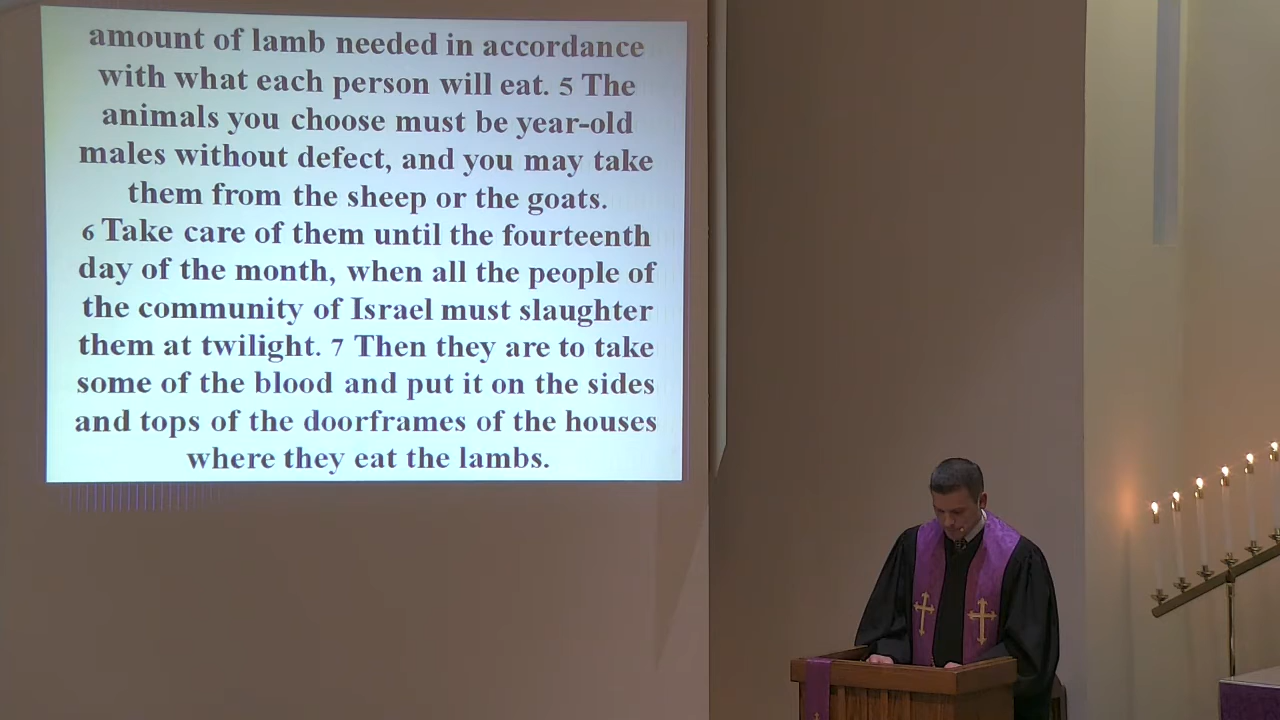 amount of lamb needed in accordance
with what each person will eat. 5 The
animals you choose must be year-old
males without defect, and you may take
them from the sheep or the goats.
6 Take care of them until the fourteenth
day of the month, when all the people of
the community of Israel must slaughter
them at twilight. 7 Then they are to take
some of the blood and put it on the sides
and tops of the doorframes of the houses
where they eat the lambs.